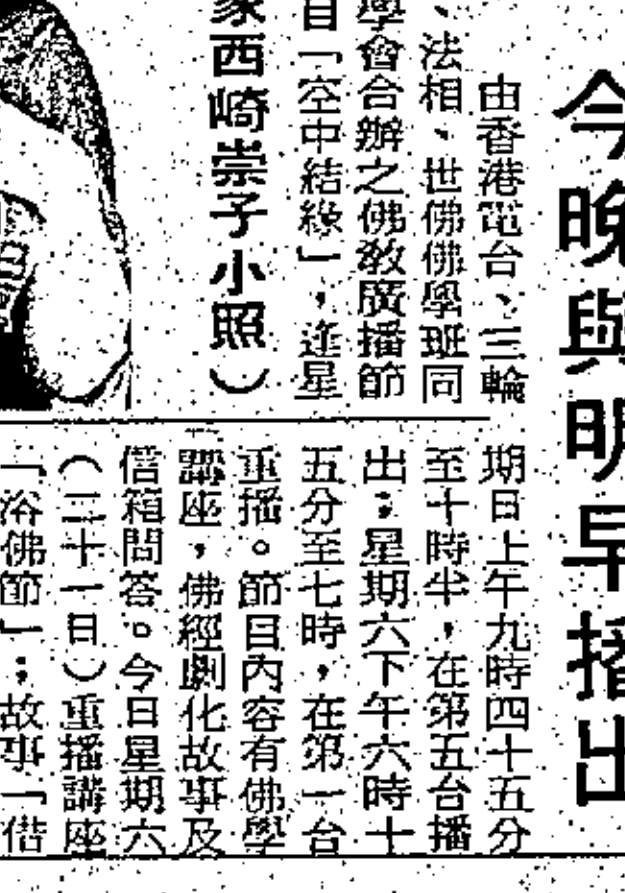 今晚與明早播出
由香港電台、三輪
、法相、世佛佛學班同
學會合辦之佛教廣播節
目「空中結緣」，逢星
家西崎崇子小照）
期日上午九時四十五分
至十時半，在第五台播
出；星期六下午六時十
五分至七時，在第一台
重播。節目內容有佛學
講座，佛經劇化故事及
信箱問答。今日星期六
（三十一日）重播講座
「浴佛節」；故事「借